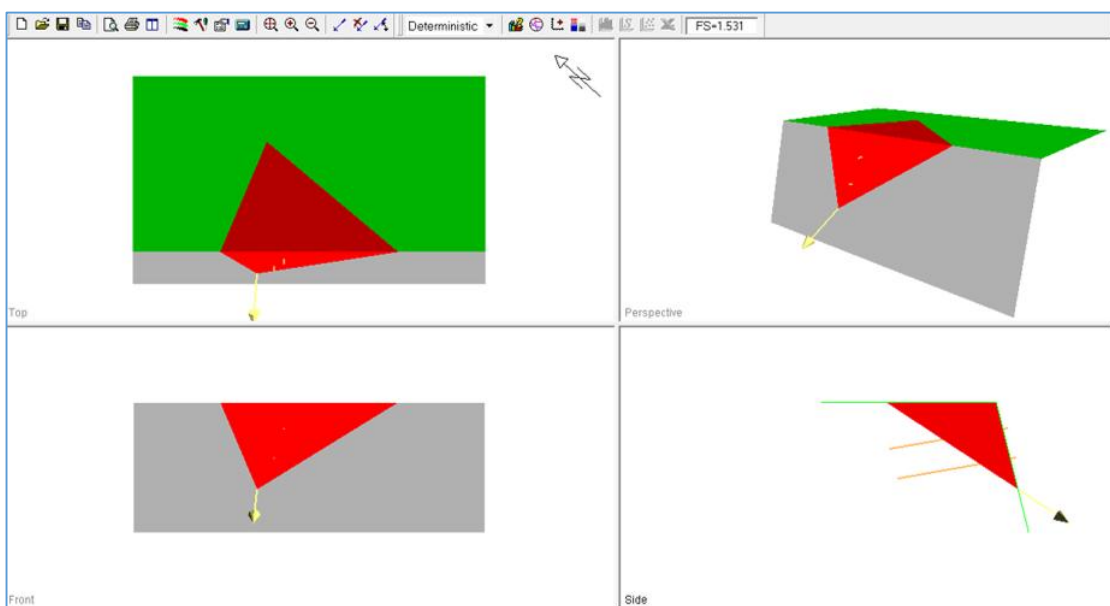 Deterministic FS=1.531
N
Top
Perspective
Front
Side